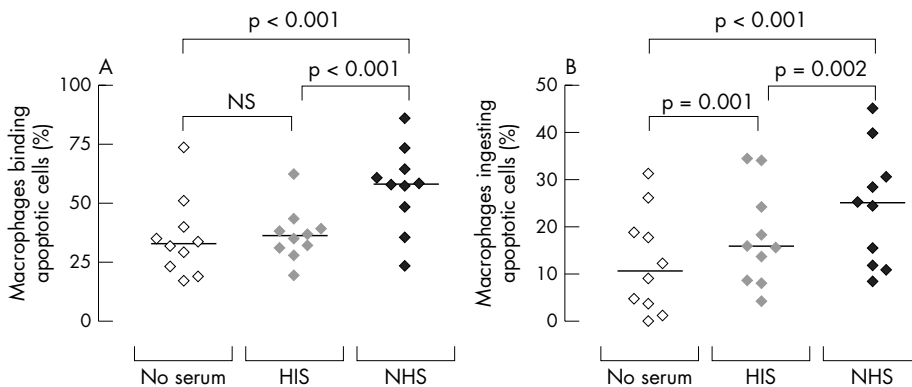 A
p < 0.001
p < 0.001
NS
Macrophages binding
apoptotic cells (%)
100
75
50
25
0
No serum
HIS
NHS
B
p < 0.001
p = 0.002
p = 0.001
Macrophages ingesting
apoptotic cells (%)
50
40
30
20
10
0
No serum
HIS
NHS